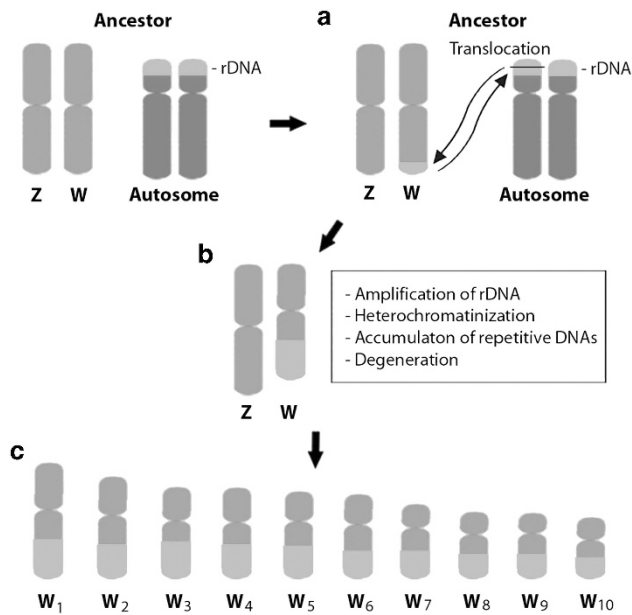 Ancestor
- rDNA
Z W Autosome
a
Ancestor
Translocation
- rDNA
Z W Autosome
b
- Amplification of rDNA
- Heterochromatinization
- Accumulaton of repetitive DNAs
- Degeneration
Z W
c
W1 W2 W3 W4 W5 W6 W7 W8 W9 W10